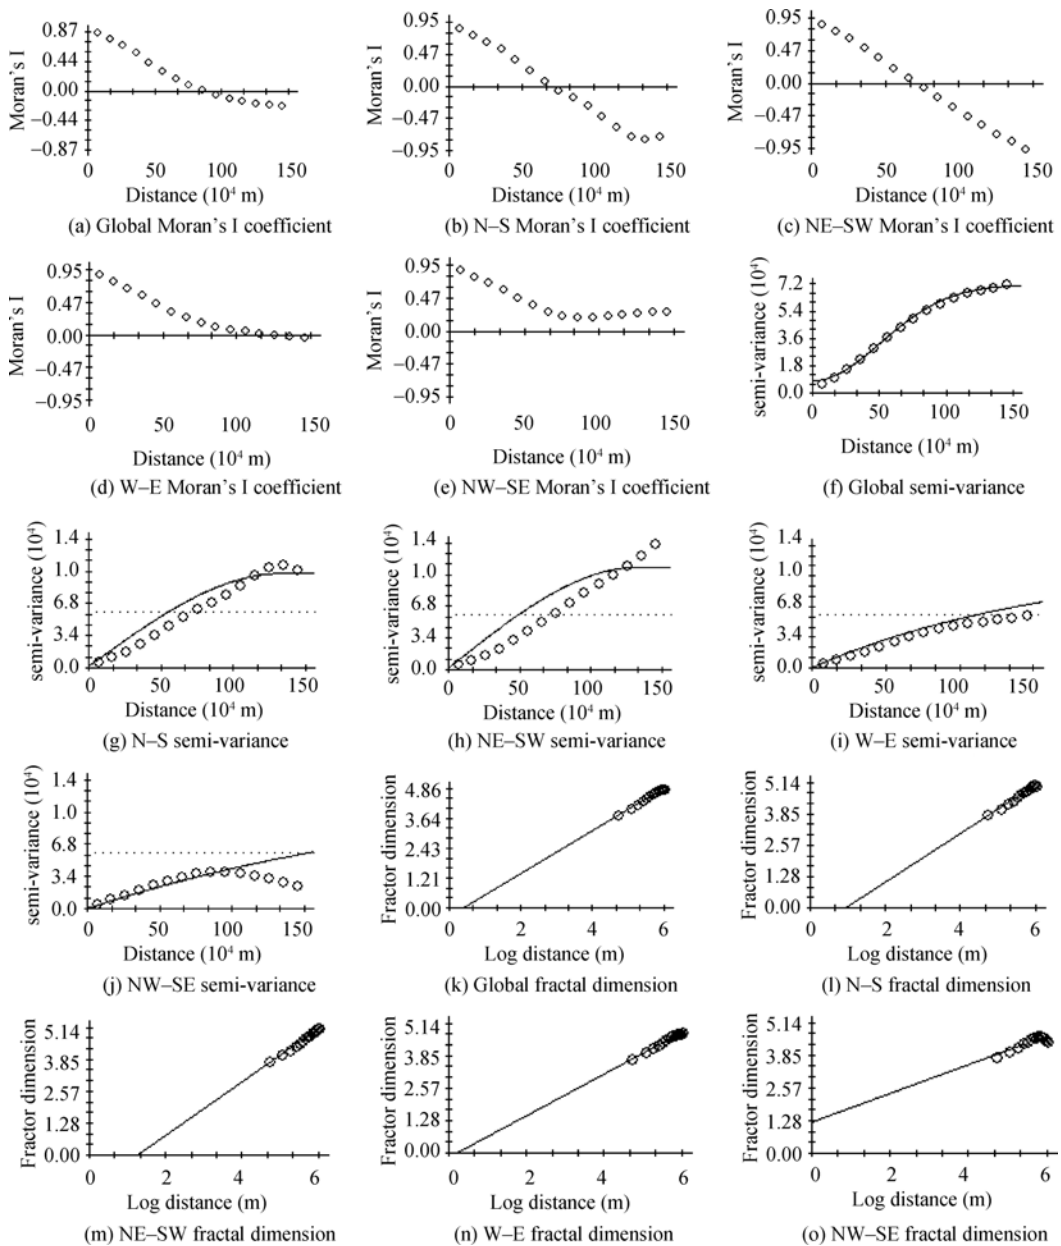 0.87
0.44
0.00
−0.44
−0.87
Moran's I
0 50 100 150
Distance (10⁴ m)
(a) Global Moran's I coefficient
0.95
0.47
0.00
−0.47
−0.95
Moran's I
0 50 100 150
Distance (10⁴ m)
(b) N–S Moran's I coefficient
0.95
0.47
0.00
−0.47
−0.95
Moran's I
0 50 100 150
Distance (10⁴ m)
(c) NE–SW Moran's I coefficient
0.95
0.47
0.00
−0.47
−0.95
Moran's I
0 50 100 150
Distance (10⁴ m)
(d) W–E Moran's I coefficient
0.95
0.47
0.00
−0.47
−0.95
Moran's I
0 50 100 150
Distance (10⁴ m)
(e) NW–SE Moran's I coefficient
7.2
5.4
3.6
1.8
0.0
semi-variance (10⁴)
0 50 100 150
Distance (10⁴ m)
(f) Global semi-variance
1.4
1.0
6.8
3.4
0.0
semi-variance (10⁴)
0 50 100 150
Distance (10⁴ m)
(g) N–S semi-variance
1.4
1.0
6.8
3.4
0.0
semi-variance (10⁴)
0 50 100 150
Distance (10⁴ m)
(h) NE–SW semi-variance
1.4
1.0
6.8
3.4
0.0
semi-variance (10⁴)
0 50 100 150
Distance (10⁴ m)
(i) W–E semi-variance
1.4
1.0
6.8
3.4
0.0
semi-variance (10⁴)
0 50 100 150
Distance (10⁴ m)
(j) NW–SE semi-variance
4.86
3.64
2.43
1.21
0.00
Fractor dimension
0 2 4 6
Log distance (m)
(k) Global fractal dimension
5.14
3.85
2.57
1.28
0.00
Fractor dimension
0 2 4 6
Log distance (m)
(l) N–S fractal dimension
5.14
3.85
2.57
1.28
0.00
Fractor dimension
0 2 4 6
Log distance (m)
(m) NE–SW fractal dimension
5.14
3.85
2.57
1.28
0.00
Fractor dimension
0 2 4 6
Log distance (m)
(n) W–E fractal dimension
5.14
3.85
2.57
1.28
0.00
Fractor dimension
0 2 4 6
Log distance (m)
(o) NW–SE fractal dimension